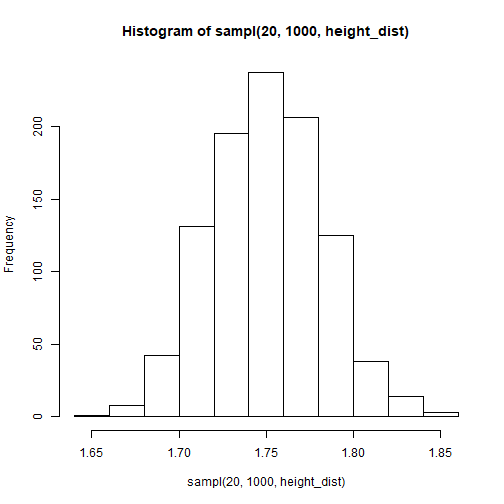 Histogram of sampl(20, 1000, height_dist)
Frequency
200
150
100
50
0
1.65 1.70 1.75 1.80 1.85
sampl(20, 1000, height_dist)